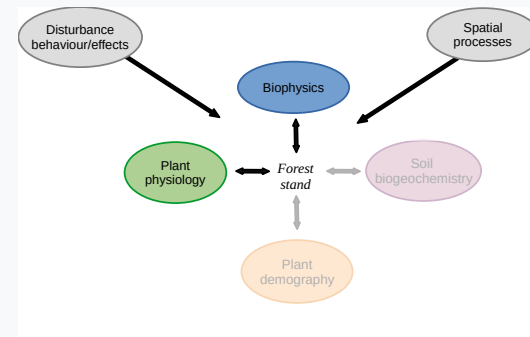 Disturbance
behaviour/effects
Spatial
processes
Biophysics
Plant
physiology
Forest
stand
Soil
biogeochemistry
Plant
demography